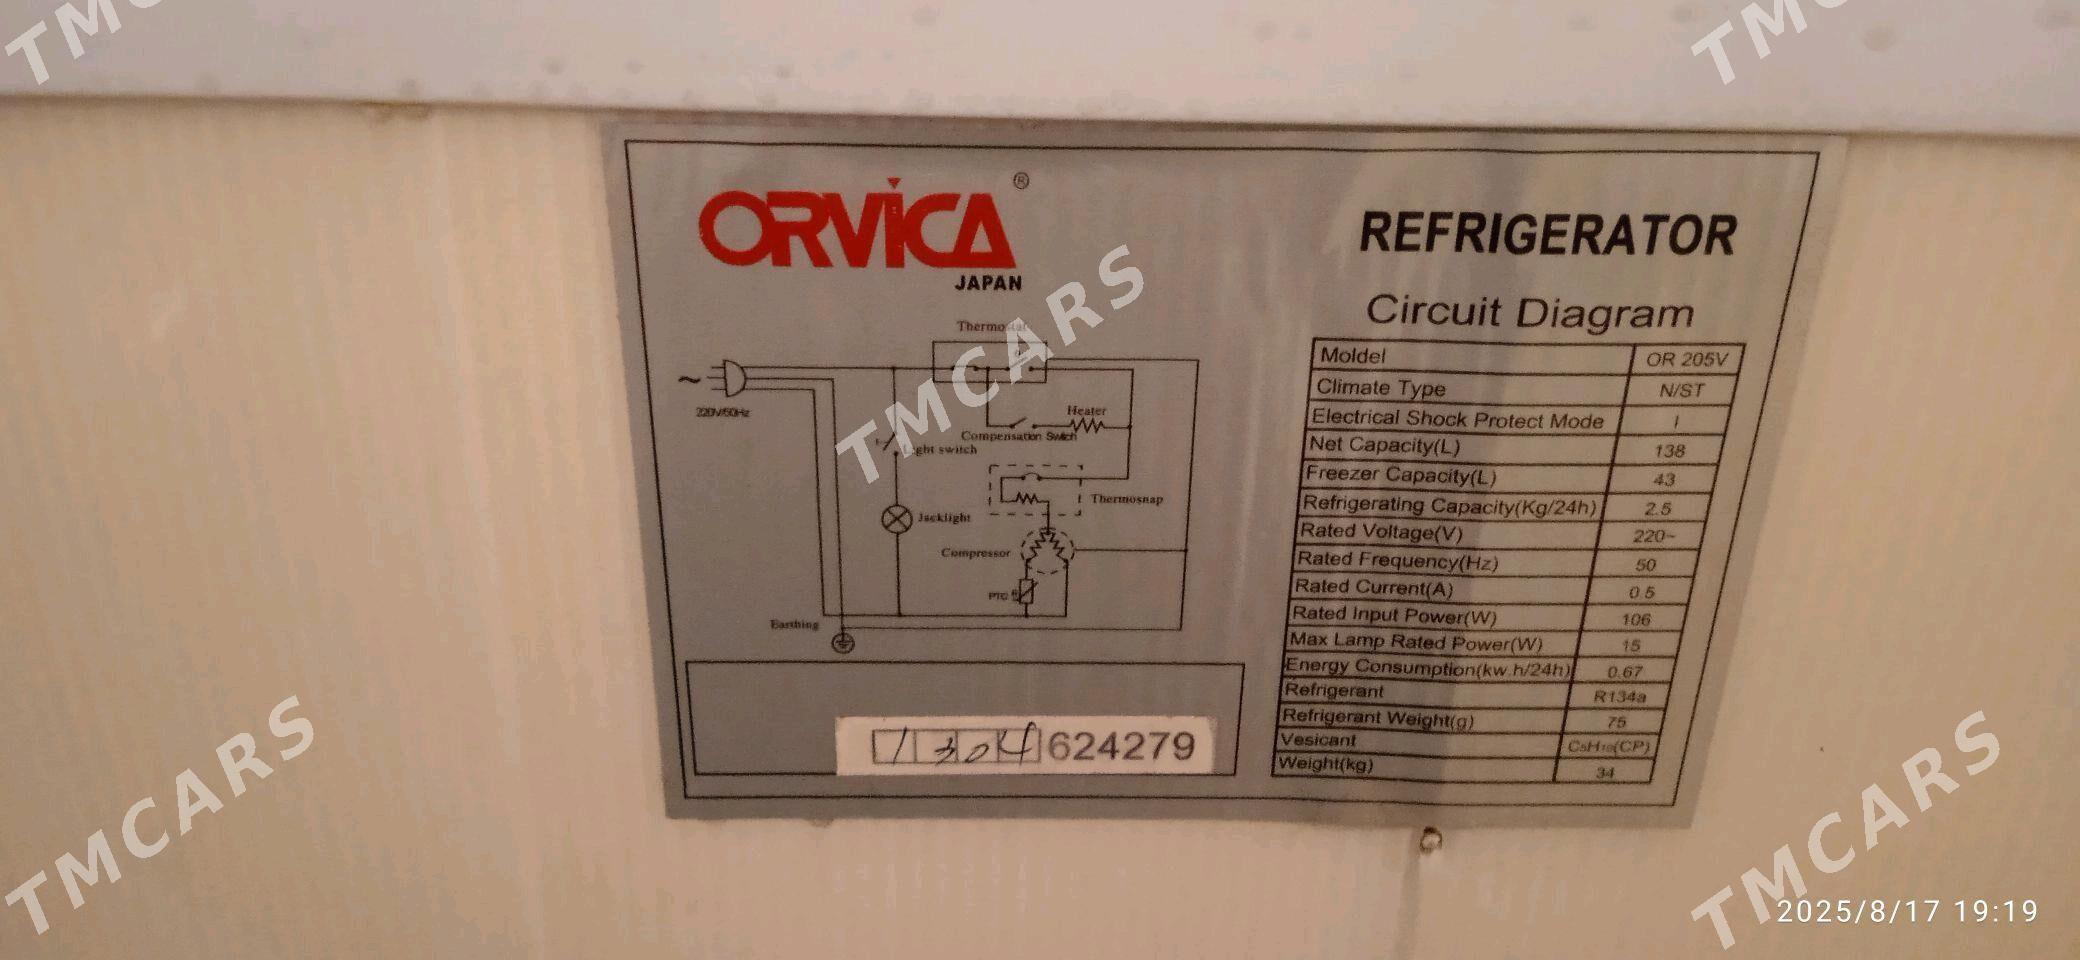 ORVICA®
JAPAN
REFRIGERATOR
Circuit Diagram
Thermostat
220V/50Hz
Heater
Compensation Switch
Light switch
Thermosnap
Jacklight
Compressor
PTC
Earthing
1304 624279
Moldel OR 205V
Climate Type N/ST
Electrical Shock Protect Mode I
Net Capacity(L) 138
Freezer Capacity(L) 43
Refrigerating Capacity(Kg/24h) 2.5
Rated Voltage(V) 220~
Rated Frequency(Hz) 50
Rated Current(A) 0.5
Rated Input Power(W) 106
Max Lamp Rated Power(W) 15
Energy Consumption(kw.h/24h) 0.67
Refrigerant R134a
Refrigerant Weight(g) 75
Vesicant C5H10(CP)
Weight(kg) 34
TMCARS
TMCARS
TMCARS
2025/8/17 19:19